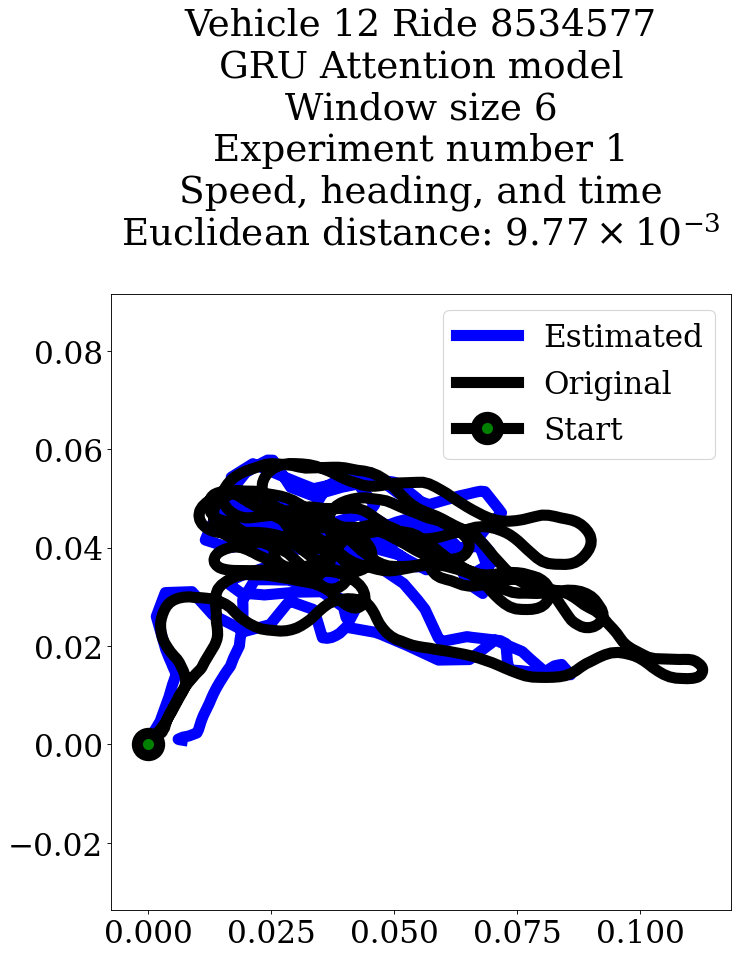 Vehicle 12 Ride 8534577
GRU Attention model
Window size 6
Experiment number 1
Speed, heading, and time
Euclidean distance: 9.77 × 10⁻³
Estimated
Original
Start
0.08
0.06
0.04
0.02
0.00
−0.02
0.000 0.025 0.050 0.075 0.100